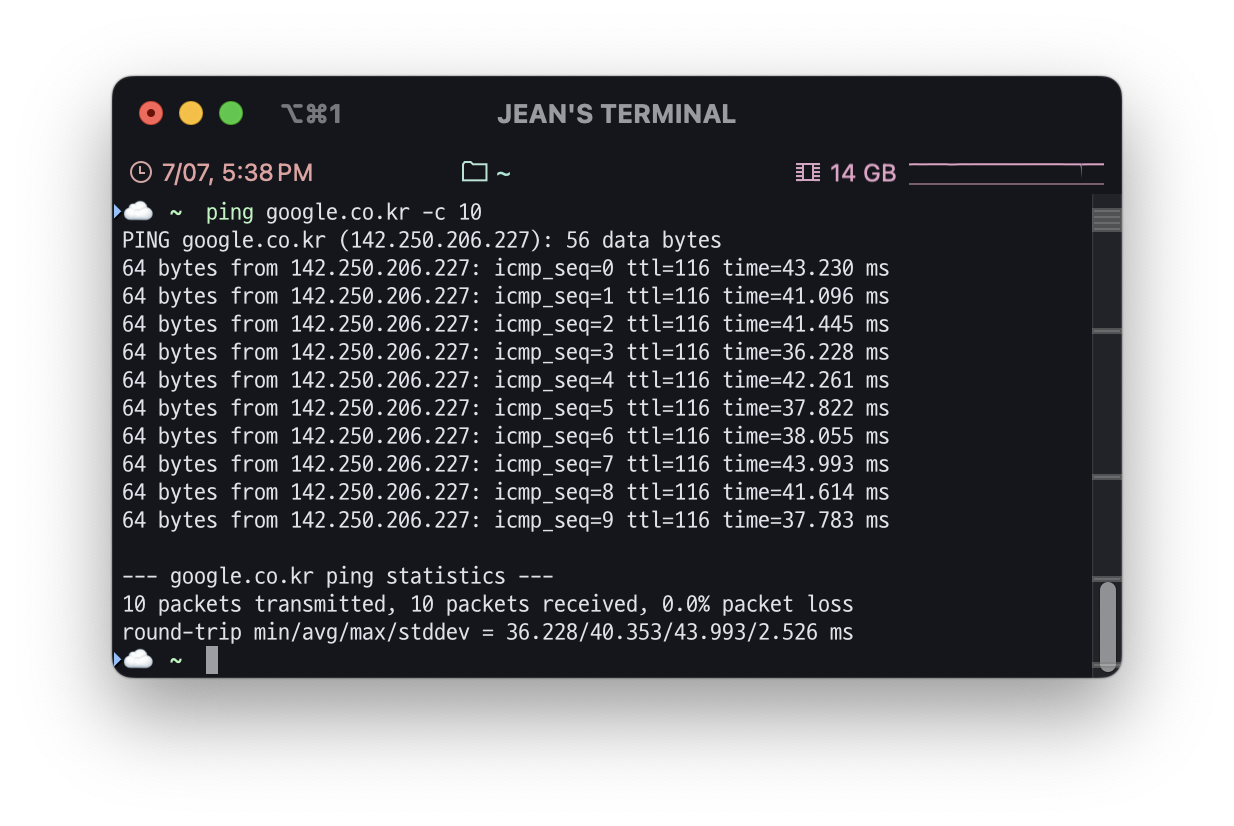 ⌥⌘1 JEAN'S TERMINAL
7/07, 5:38 PM ~ 14 GB
~ ping google.co.kr -c 10
PING google.co.kr (142.250.206.227): 56 data bytes
64 bytes from 142.250.206.227: icmp_seq=0 ttl=116 time=43.230 ms
64 bytes from 142.250.206.227: icmp_seq=1 ttl=116 time=41.096 ms
64 bytes from 142.250.206.227: icmp_seq=2 ttl=116 time=41.445 ms
64 bytes from 142.250.206.227: icmp_seq=3 ttl=116 time=36.228 ms
64 bytes from 142.250.206.227: icmp_seq=4 ttl=116 time=42.261 ms
64 bytes from 142.250.206.227: icmp_seq=5 ttl=116 time=37.822 ms
64 bytes from 142.250.206.227: icmp_seq=6 ttl=116 time=38.055 ms
64 bytes from 142.250.206.227: icmp_seq=7 ttl=116 time=43.993 ms
64 bytes from 142.250.206.227: icmp_seq=8 ttl=116 time=41.614 ms
64 bytes from 142.250.206.227: icmp_seq=9 ttl=116 time=37.783 ms
--- google.co.kr ping statistics ---
10 packets transmitted, 10 packets received, 0.0% packet loss
round-trip min/avg/max/stddev = 36.228/40.353/43.993/2.526 ms
~